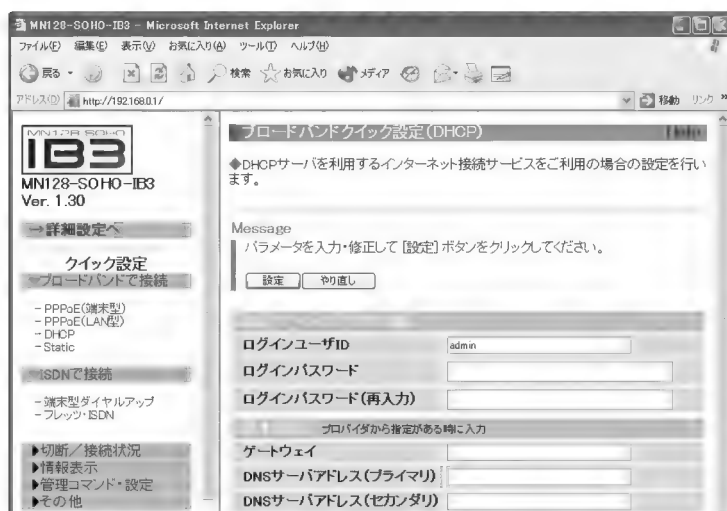 MN128-SOHO-IB3 - Microsoft Internet Explorer
ファイル(F) 編集(E) 表示(V) お気に入り(A) ツール(T) ヘルプ(H)
戻る 検索 お気に入り メディア
アドレス(D) http://192.168.0.1/ 移動 リンク »
MN128 SOHO
IB3
MN128-SOHO-IB3
Ver. 1.30
→詳細設定へ
クイック設定
ブロードバンドで接続
- PPPoE(端末型)
- PPPoE(LAN型)
- DHCP
- Static
ISDNで接続
- 端末型ダイヤルアップ
- フレッツ・ISDN
▶切断/接続状況
▶情報表示
▶管理コマンド・設定
▶その他
ブロードバンドクイック設定(DHCP) Help
◆DHCPサーバを利用するインターネット接続サービスをご利用の場合の設定を行います。
Message
パラメータを入力・修正して [設定] ボタンをクリックしてください。
設定 やり直し
ログインユーザID admin
ログインパスワード
ログインパスワード(再入力)
プロバイダから指定がある時に入力
ゲートウェイ
DNSサーバアドレス(プライマリ)
DNSサーバアドレス(セカンダリ)